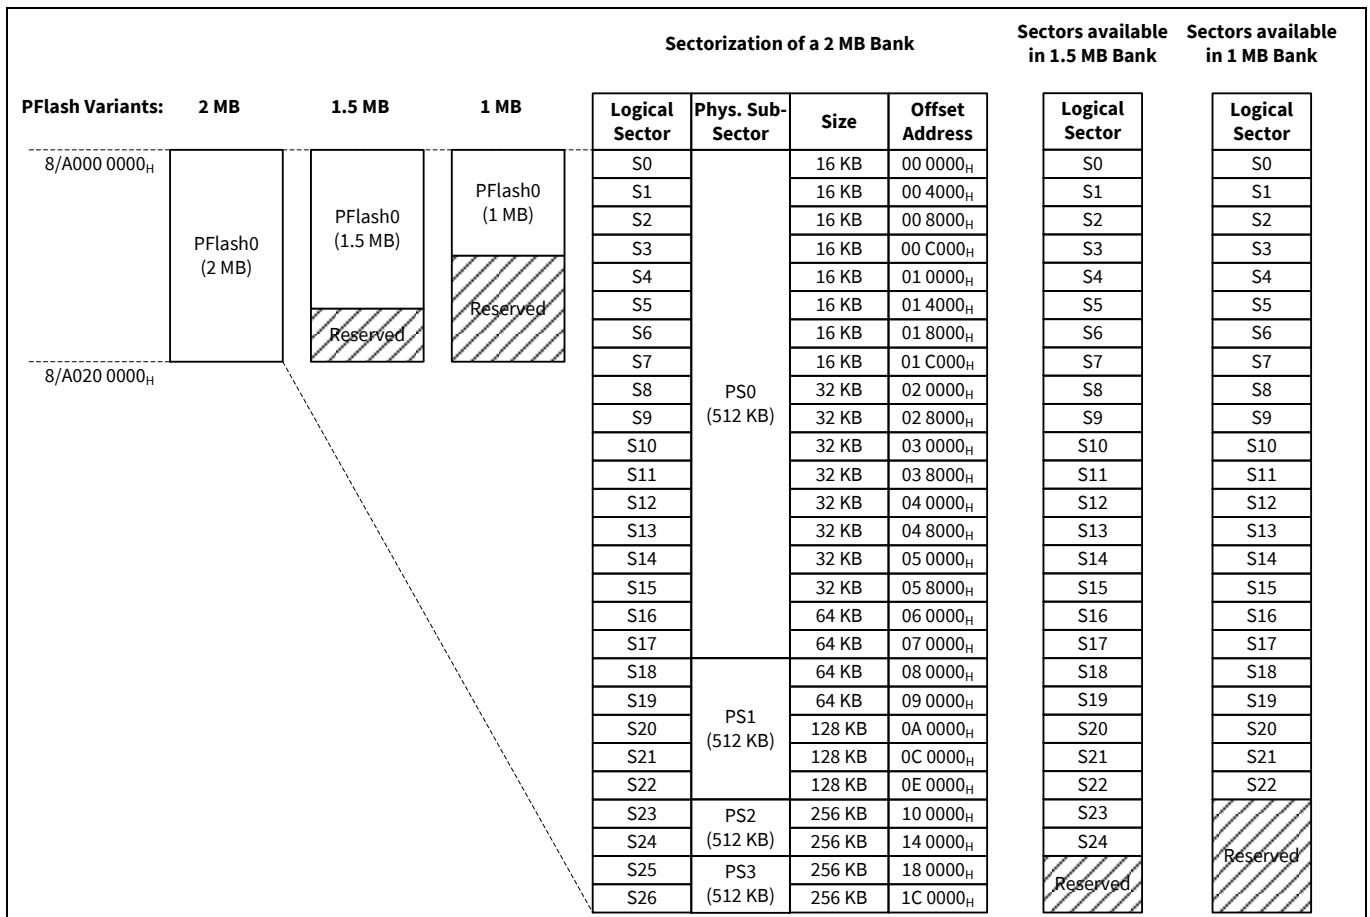 Sectorization of a 2 MB Bank
Sectors available in 1.5 MB Bank
Sectors available in 1 MB Bank
PFlash Variants: 2 MB 1.5 MB 1 MB
Logical Sector Phys. Sub-Sector Size Offset Address Logical Sector Logical Sector
8/A000 0000H
PFlash0
(2 MB)
8/A020 0000H
PFlash0
(1.5 MB)
Reserved
PFlash0
(1 MB)
Reserved
S0 16 KB 00 0000H S0 S0
S1 16 KB 00 4000H S1 S1
S2 16 KB 00 8000H S2 S2
S3 16 KB 00 C000H S3 S3
S4 16 KB 01 0000H S4 S4
S5 16 KB 01 4000H S5 S5
S6 16 KB 01 8000H S6 S6
S7 16 KB 01 C000H S7 S7
S8 PS0 32 KB 02 0000H S8 S8
S9 (512 KB) 32 KB 02 8000H S9 S9
S10 32 KB 03 0000H S10 S10
S11 32 KB 03 8000H S11 S11
S12 32 KB 04 0000H S12 S12
S13 32 KB 04 8000H S13 S13
S14 32 KB 05 0000H S14 S14
S15 32 KB 05 8000H S15 S15
S16 64 KB 06 0000H S16 S16
S17 64 KB 07 0000H S17 S17
S18 64 KB 08 0000H S18 S18
S19 PS1 64 KB 09 0000H S19 S19
S20 (512 KB) 128 KB 0A 0000H S20 S20
S21 128 KB 0C 0000H S21 S21
S22 128 KB 0E 0000H S22 S22
S23 PS2 256 KB 10 0000H S23
S24 (512 KB) 256 KB 14 0000H S24 Reserved
S25 PS3 256 KB 18 0000H Reserved
S26 (512 KB) 256 KB 1C 0000H